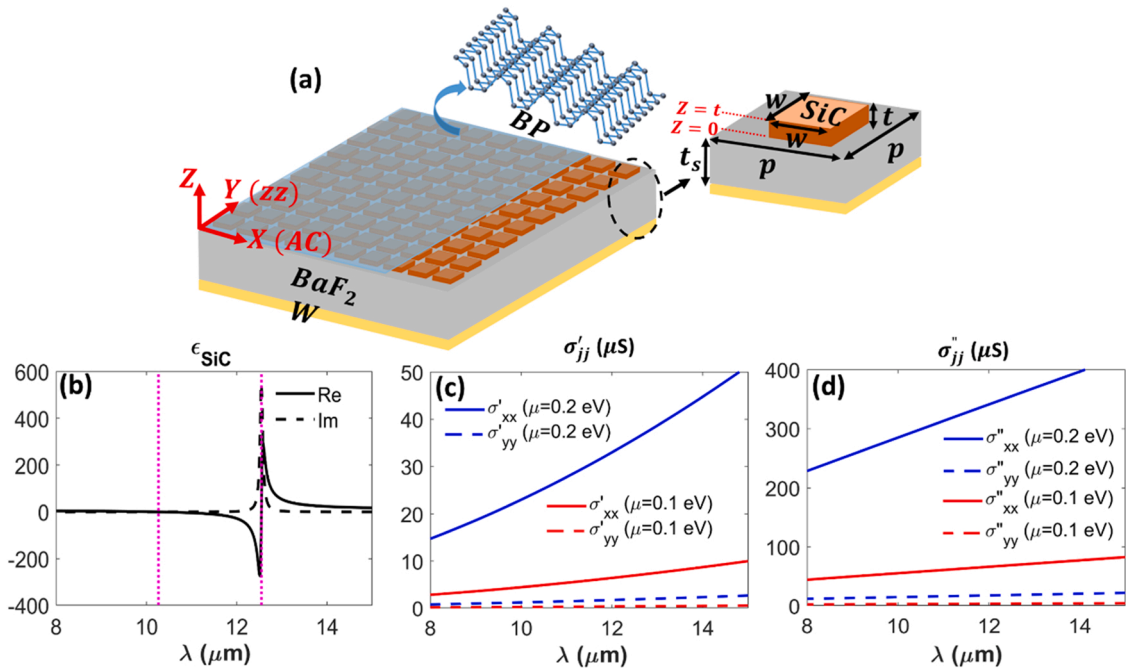 (a)
BP
Z
Y (ZZ)
X (AC)
BaF₂
W
w
SiC
Z = t
Z = 0
w
t
tₛ
p
p
(b)
ϵSiC
600
400
200
0
-200
-400
Re
Im
8
10
12
14
λ (μm)
(c)
σ'jj (μS)
50
40
30
20
10
0
σ'xx (μ=0.2 eV)
σ'yy (μ=0.2 eV)
σ'xx (μ=0.1 eV)
σ'yy (μ=0.1 eV)
8
10
12
14
λ (μm)
(d)
σ"jj (μS)
400
300
200
100
0
σ"xx (μ=0.2 eV)
σ"yy (μ=0.2 eV)
σ"xx (μ=0.1 eV)
σ"yy (μ=0.1 eV)
8
10
12
14
λ (μm)